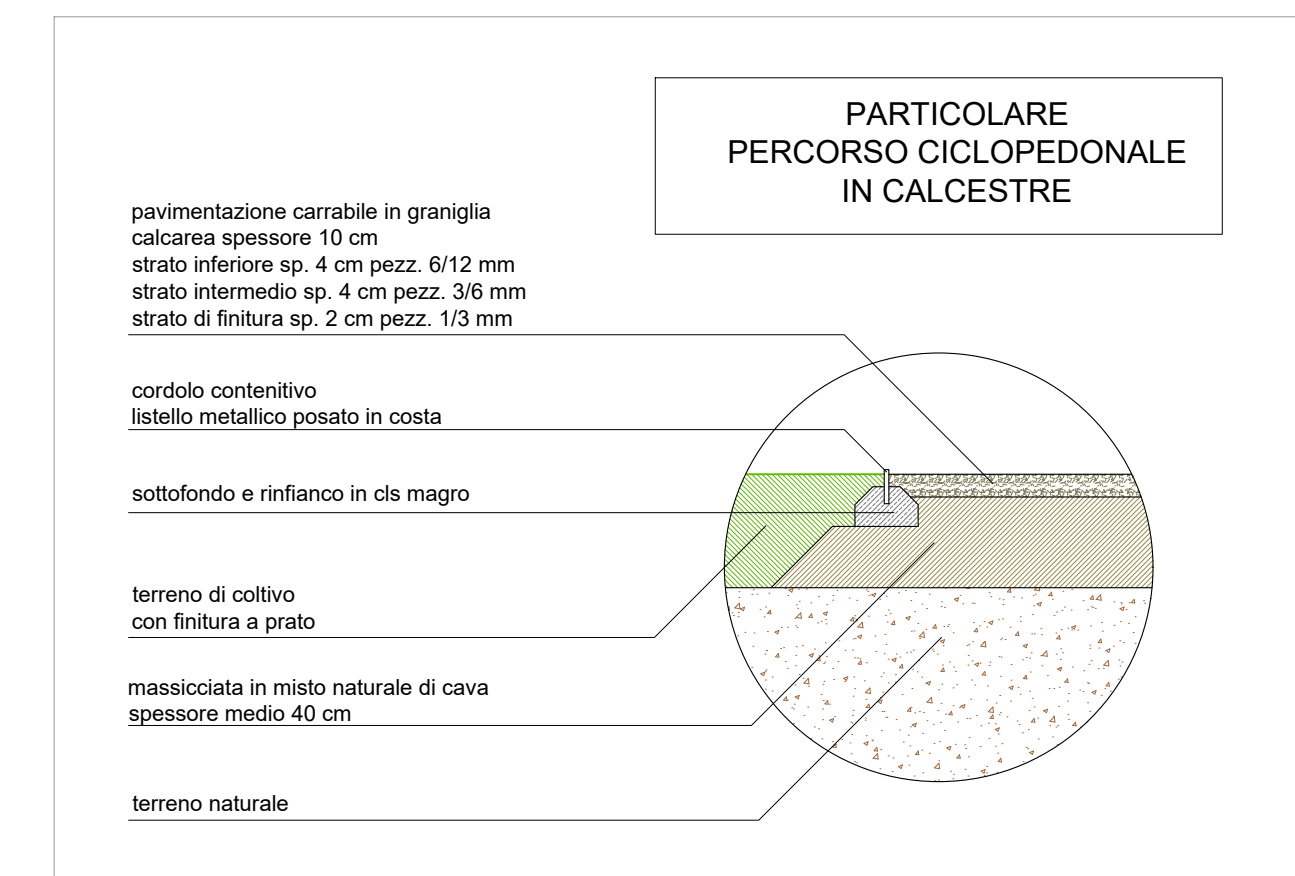 PARTICOLARE
PERCORSO CICLOPEDONALE
IN CALCESTRE
pavimentazione carrabile in graniglia
calcarea spessore 10 cm
strato inferiore sp. 4 cm pezz. 6/12 mm
strato intermedio sp. 4 cm pezz. 3/6 mm
strato di finitura sp. 2 cm pezz. 1/3 mm
cordolo contenitivo
listello metallico posato in costa
sottofondo e rinfianco in cls magro
terreno di coltivo
con finitura a prato
massicciata in misto naturale di cava
spessore medio 40 cm
terreno naturale